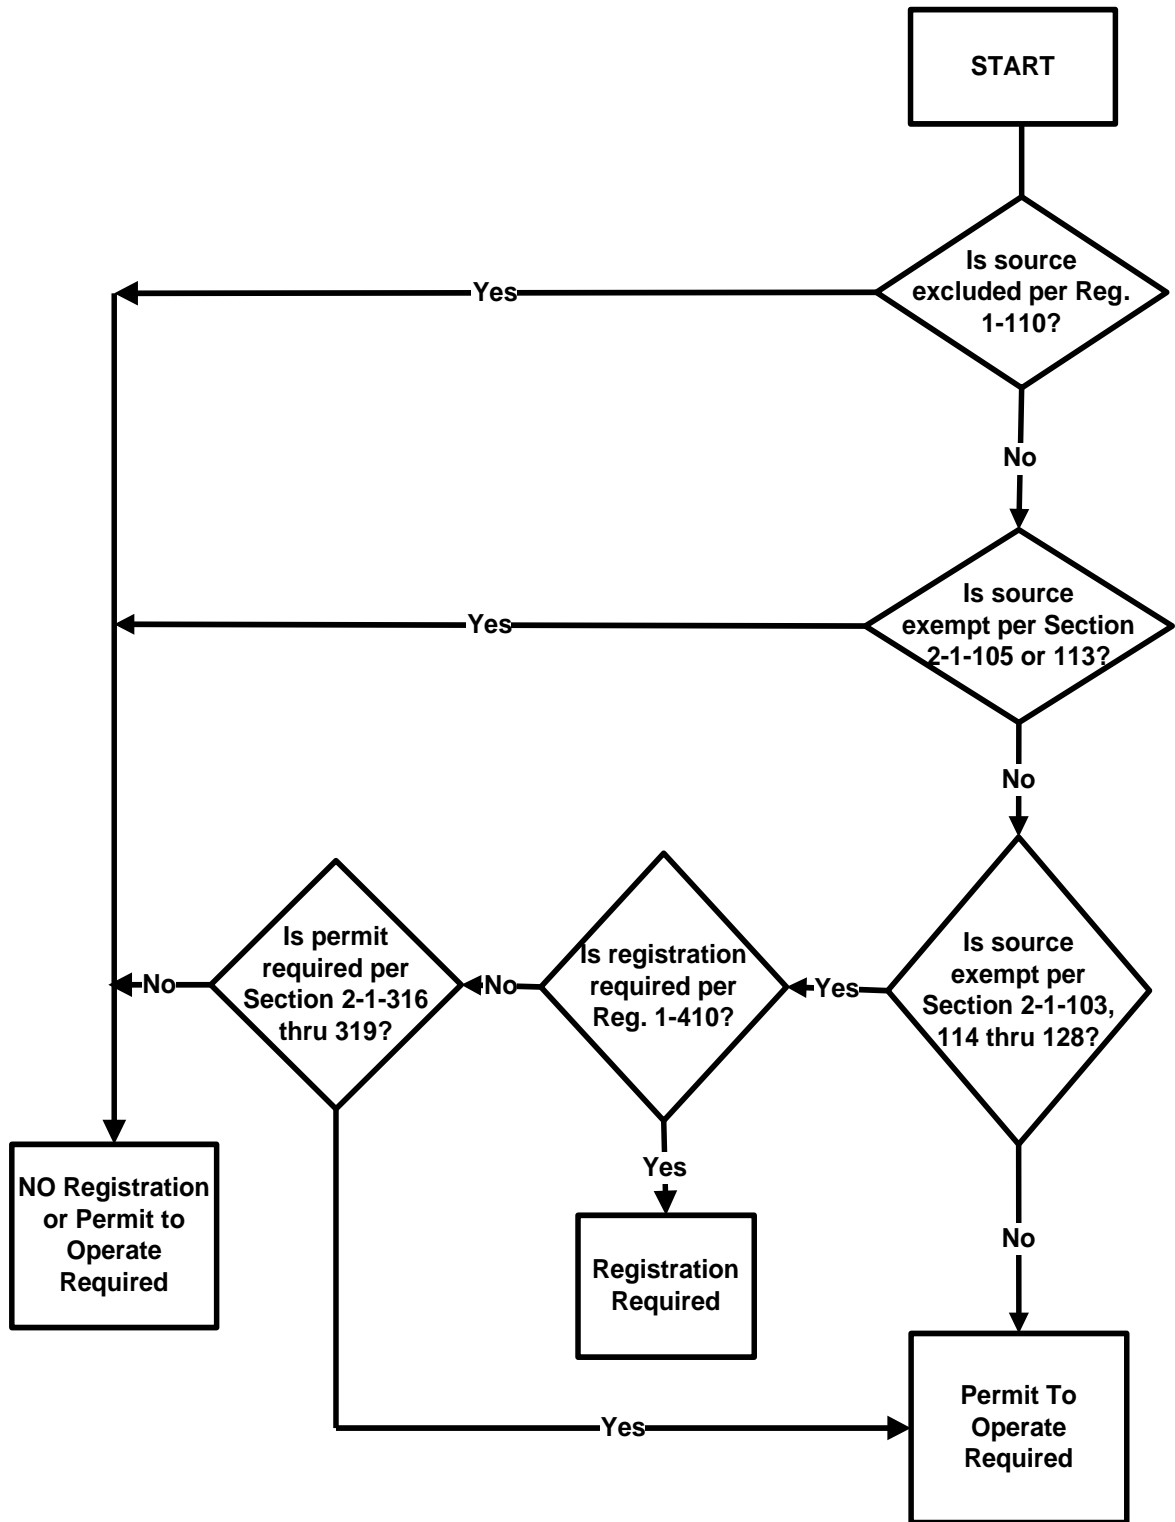 START
Is source
excluded per Reg.
1-110?
Yes
No
Is source
exempt per Section
2-1-105 or 113?
Yes
No
Is source
exempt per
Section 2-1-103,
114 thru 128?
Yes
Is registration
required per
Reg. 1-410?
No
Is permit
required per
Section 2-1-316
thru 319?
No
Yes
No
NO Registration
or Permit to
Operate
Required
Registration
Required
Yes
Permit To
Operate
Required